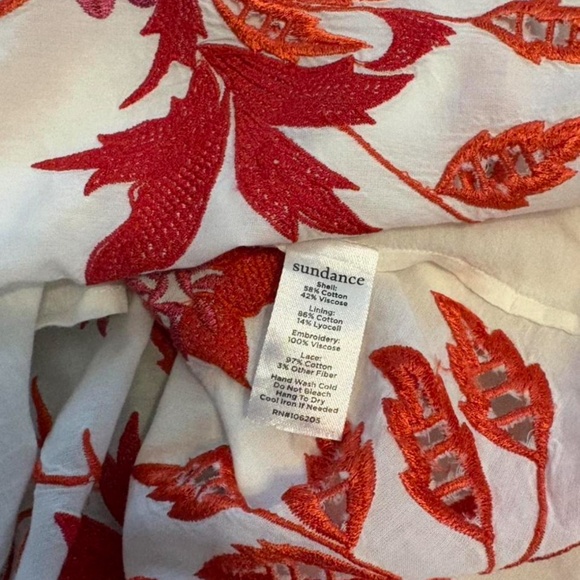 sundance
Shell:
58% Cotton
42% Viscose
Lining:
86% Cotton
14% Lyocell
Embroidery:
100% Viscose
Lace:
97% Cotton
3% Other Fiber
Hand Wash Cold
Do Not Bleach
Hang To Dry
Cool Iron If Needed
RN#106205